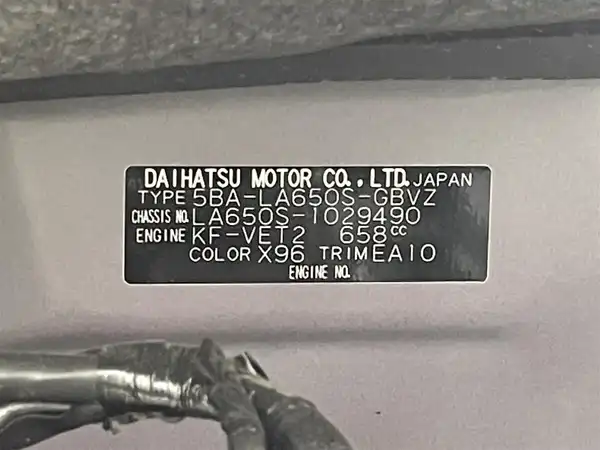 DAIHATSU MOTOR CO., LTD. JAPAN
TYPE 5BA-LA650S-GBVZ
CHASSIS NO. LA650S-1029490
ENGINE KF-VET2 658cc
COLOR X96 TRIM EA10
ENGINE NO.